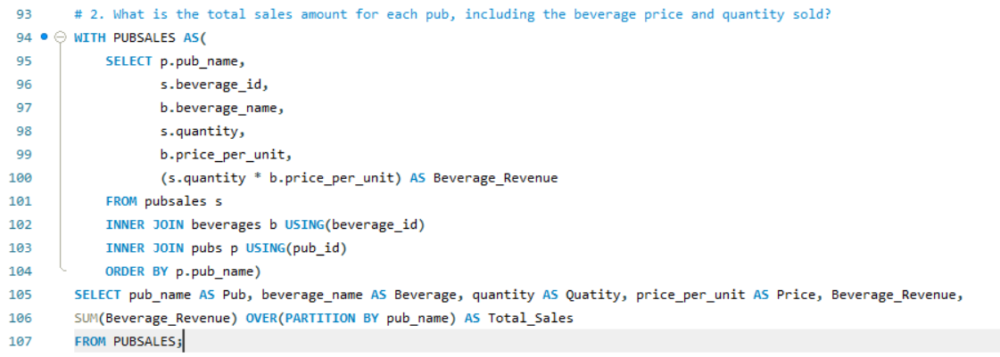 93 # 2. What is the total sales amount for each pub, including the beverage price and quantity sold?
94 WITH PUBSALES AS(
95 SELECT p.pub_name,
96 s.beverage_id,
97 b.beverage_name,
98 s.quantity,
99 b.price_per_unit,
100 (s.quantity * b.price_per_unit) AS Beverage_Revenue
101 FROM pubsales s
102 INNER JOIN beverages b USING(beverage_id)
103 INNER JOIN pubs p USING(pub_id)
104 ORDER BY p.pub_name)
105 SELECT pub_name AS Pub, beverage_name AS Beverage, quantity AS Quatity, price_per_unit AS Price, Beverage_Revenue,
106 SUM(Beverage_Revenue) OVER(PARTITION BY pub_name) AS Total_Sales
107 FROM PUBSALES;